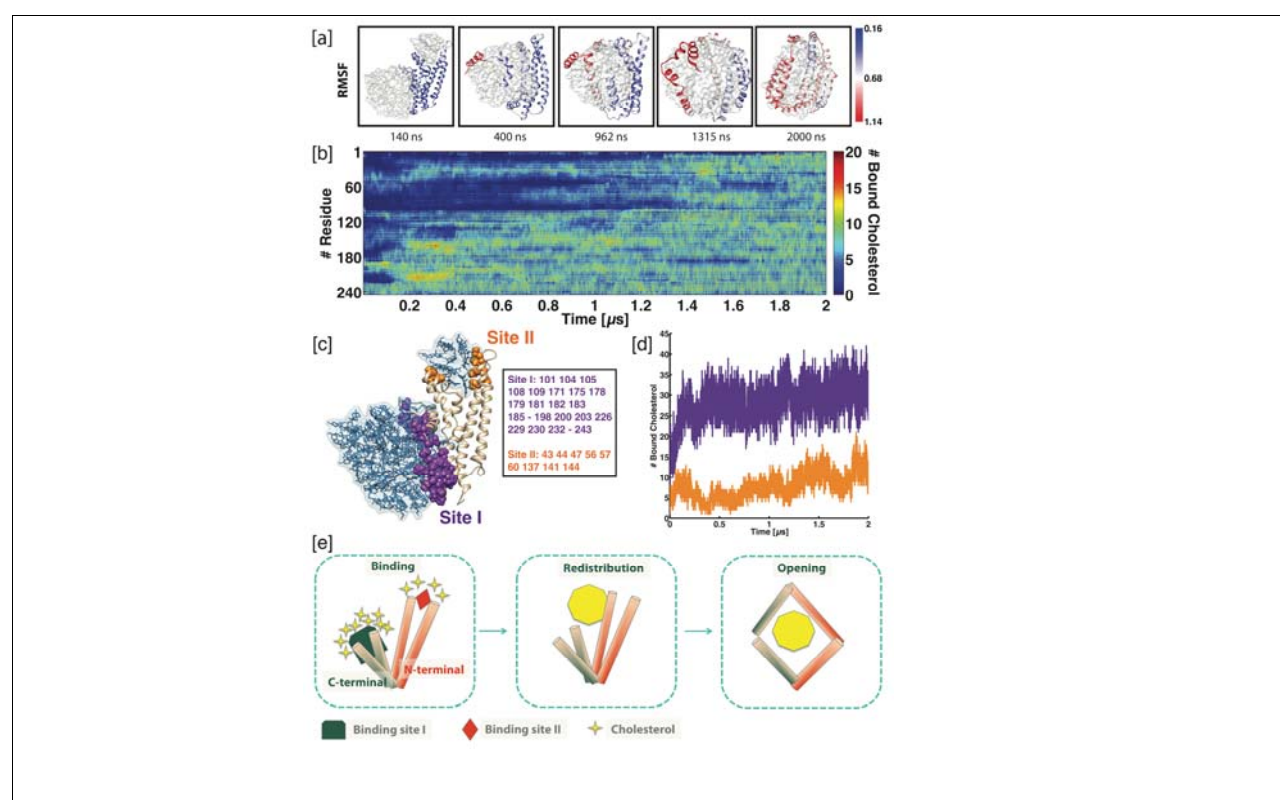 [a]
RMSF
0.16
0.68
1.14
140 ns
400 ns
962 ns
1315 ns
2000 ns
[b]
# Residue
1
60
120
180
240
0.2
0.4
0.6
0.8
1
1.2
1.4
1.6
1.8
2
Time [µs]
20
15
10
5
0
# Bound Cholesterol
[c]
Site II
Site I
Site I: 101 104 105
108 109 171 175 178
179 181 182 183
185 - 198 200 203 226
229 230 232 - 243
Site II: 43 44 47 56 57
60 137 141 144
[d]
# Bound Cholesterol
45
40
35
30
25
20
15
10
5
0
0
0.5
1
1.5
2
Time [µs]
[e]
Binding
C-terminal
N-terminal
Redistribution
Opening
Binding site I
Binding site II
Cholesterol